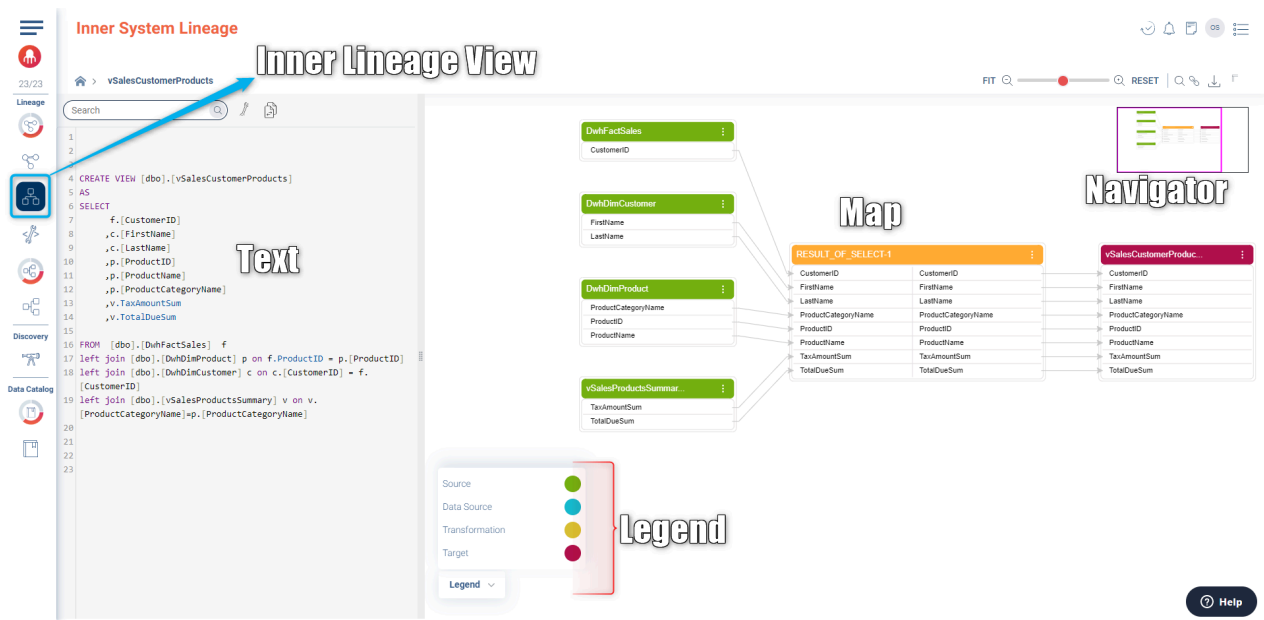 Inner System Lineage
OS
Inner Lineage View
23/23
> vSalesCustomerProducts
FIT
RESET
Lineage
Search
Navigator
Map
Text
1
2
3
4 CREATE VIEW [dbo].[vSalesCustomerProducts]
5 AS
6 SELECT
7 f.[CustomerID]
8 ,c.[FirstName]
9 ,c.[LastName]
10 ,p.[ProductID]
11 ,p.[ProductName]
12 ,p.[ProductCategoryName]
13 ,v.TaxAmountSum
14 ,v.TotalDueSum
15
16 FROM [dbo].[DwhFactSales] f
17 left join [dbo].[DwhDimProduct] p on f.ProductID = p.[ProductID]
18 left join [dbo].[DwhDimCustomer] c on c.[CustomerID] = f.
[CustomerID]
19 left join [dbo].[vSalesProductsSummary] v on v.
[ProductCategoryName]=p.[ProductCategoryName]
20
21
22
23
Discovery
Data Catalog
DwhFactSales
CustomerID
DwhDimCustomer
FirstName
LastName
DwhDimProduct
ProductCategoryName
ProductID
ProductName
vSalesProductsSummar...
TaxAmountSum
TotalDueSum
RESULT_OF_SELECT-1
CustomerID CustomerID
FirstName FirstName
LastName LastName
ProductCategoryName ProductCategoryName
ProductID ProductID
ProductName ProductName
TaxAmountSum TaxAmountSum
TotalDueSum TotalDueSum
vSalesCustomerProduc...
CustomerID
FirstName
LastName
ProductCategoryName
ProductID
ProductName
TaxAmountSum
TotalDueSum
Source
Data Source
Transformation
Target
Legend
Legend
Help